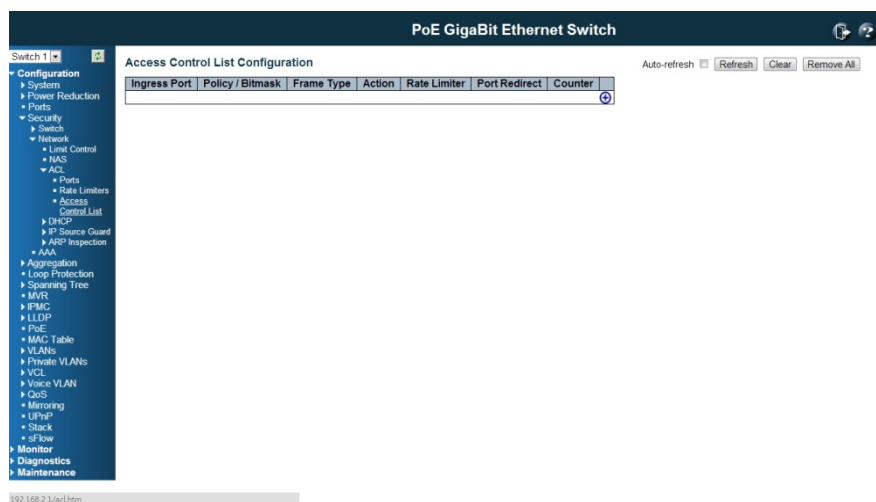 PoE GigaBit Ethernet Switch
Switch 1
Configuration
System
Power Reduction
Ports
Security
Switch
Network
Limit Control
NAS
ACL
Ports
Rate Limiters
Access
Control List
DHCP
IP Source Guard
ARP Inspection
AAA
Aggregation
Loop Protection
Spanning Tree
MVR
IPMC
LLDP
PoE
MAC Table
VLANs
Private VLANs
VCL
Voice VLAN
QoS
Mirroring
UPnP
Stack
sFlow
Monitor
Diagnostics
Maintenance
Access Control List Configuration
Auto-refresh Refresh Clear Remove All
Ingress Port Policy / Bitmask Frame Type Action Rate Limiter Port Redirect Counter
192.168.2.1/acl.htm